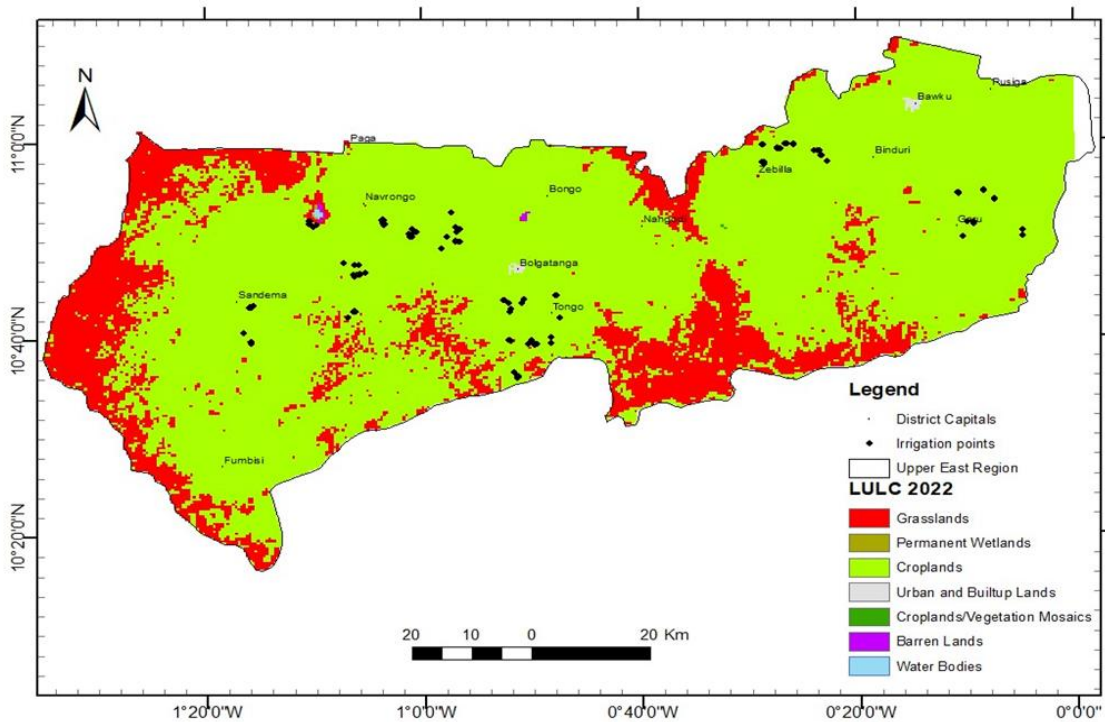 N
Pusiga
Bawku
11°0'0"N
Paga
Binduri
Zebilla
Navrongo
Bongo
Garu
Bolgatanga
Sandema
Tongo
10°40'0"N
Legend
District Capitals
Irrigation points
Upper East Region
Fumbisi
LULC 2022
Grasslands
Permanent Wetlands
10°20'0"N
Croplands
Urban and Builtup Lands
Croplands/Vegetation Mosaics
20 10 0 20 Km
Barren Lands
Water Bodies
1°20'0"W 1°0'0"W 0°40'0"W 0°20'0"W 0°0'0"